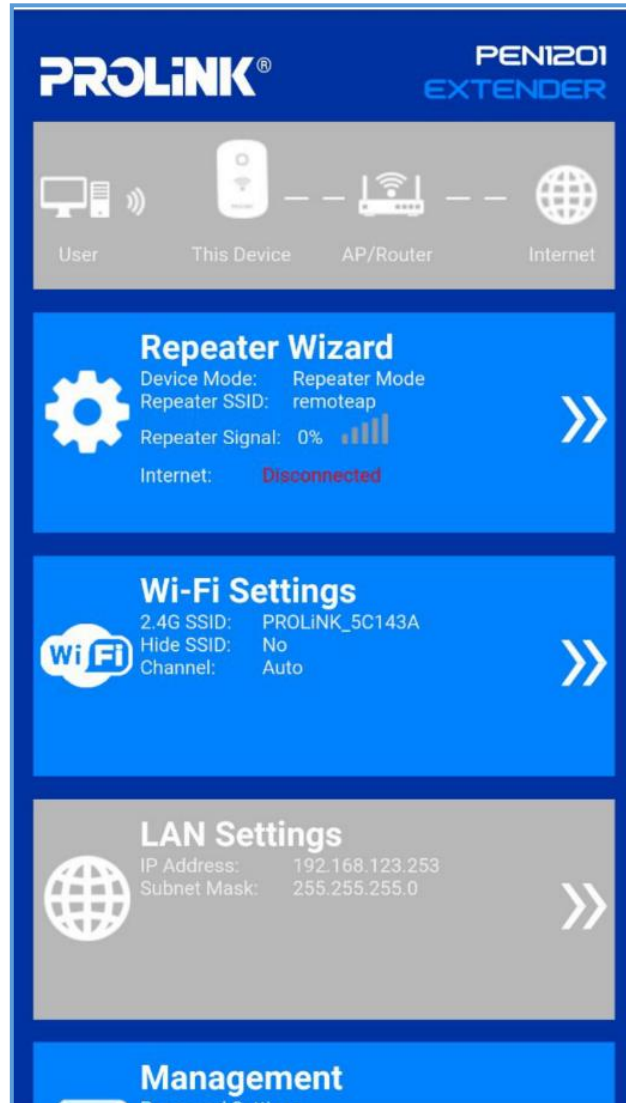 PROLiNK®
PEN1201
EXTENDER
User This Device AP/Router Internet
Repeater Wizard
Device Mode: Repeater Mode
Repeater SSID: remoteap
Repeater Signal: 0%
Internet: Disconnected
Wi-Fi Settings
2.4G SSID: PROLiNK_5C143A
Hide SSID: No
Channel: Auto
WiFi
LAN Settings
IP Address: 192.168.123.253
Subnet Mask: 255.255.255.0
Management